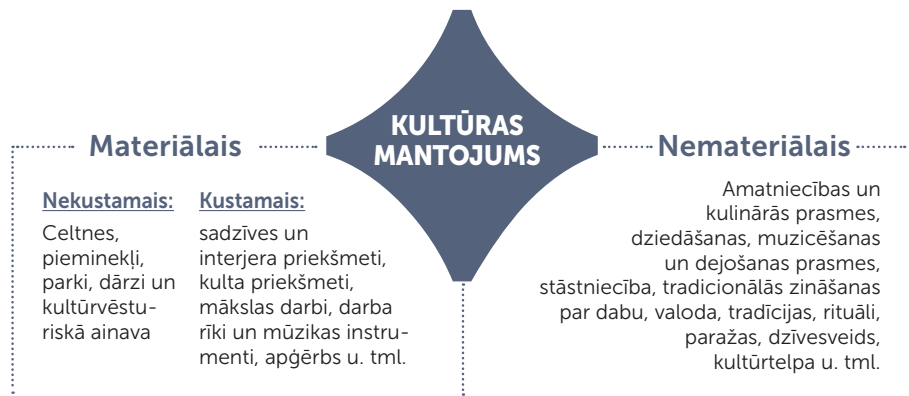 KULTŪRAS
MANTOJUMS
Materiālais
Nekustamais:
Celtnes,
pieminekļi,
parki, dārzi un
kultūrvēstu-
riskā ainava
Kustamais:
sadzīves un
interjera priekšmeti,
kulta priekšmeti,
mākslas darbi, darba
rīki un mūzikas instru-
menti, apģērbs u. tml.
Nemateriālais
Amatniecības un
kulinārās prasmes,
dziedāšanas, muzicēšanas
un dejošanas prasmes,
stāstniecība, tradicionālās zināšanas
par dabu, valoda, tradīcijas, rituāli,
paražas, dzīvesveids,
kultūrtelpa u. tml.